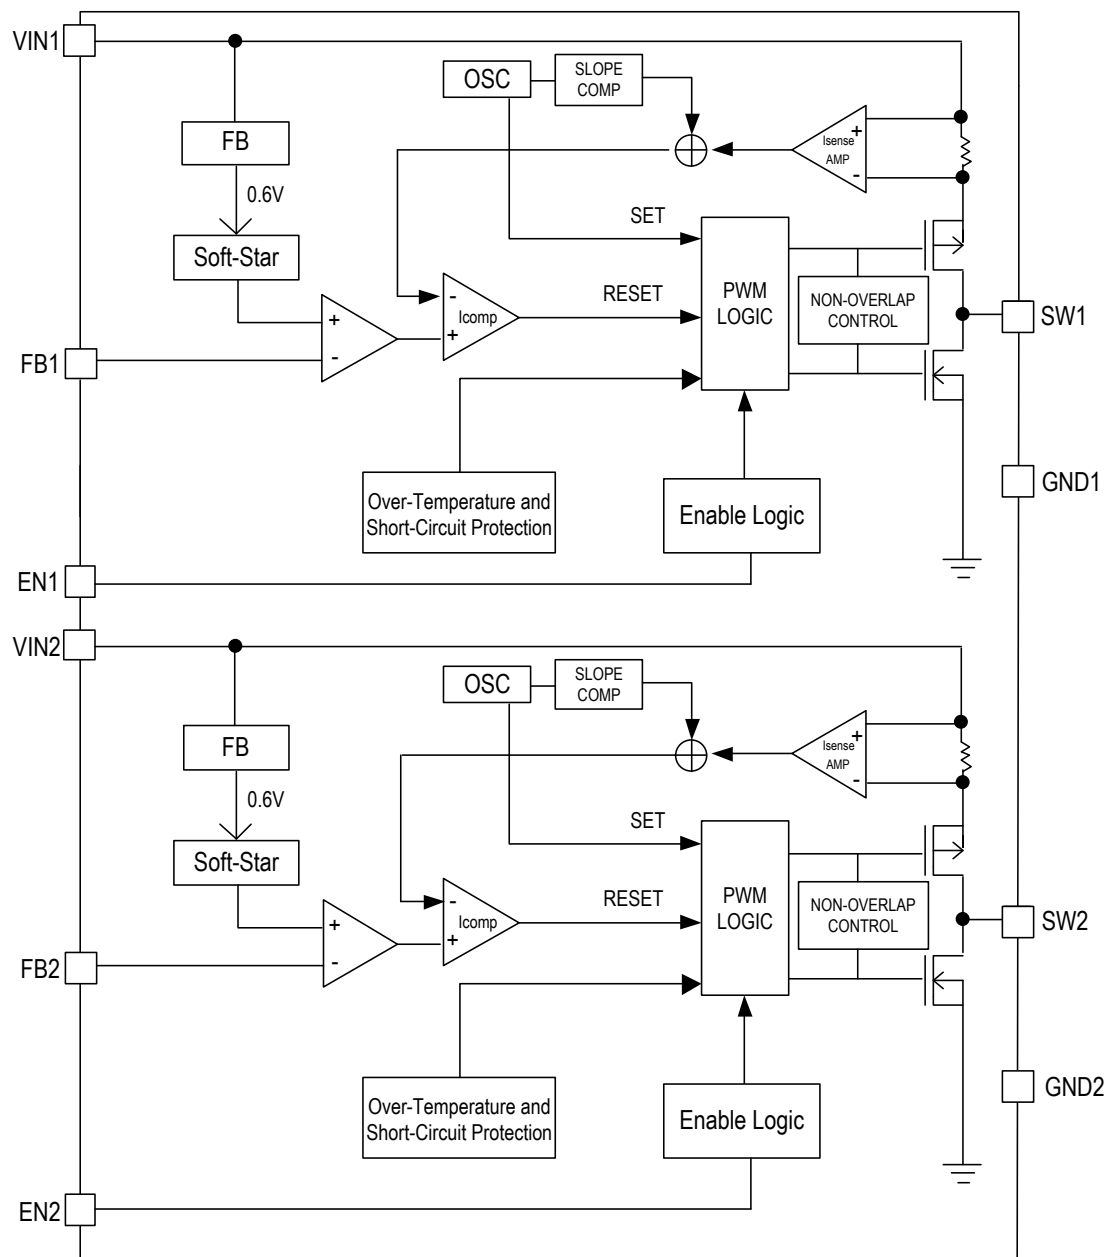 VIN1
OSC
SLOPE
COMP
FB
+
Isense
AMP
-
0.6V
SET
Soft-Star
PWM
LOGIC
NON-OVERLAP
CONTROL
RESET
-
Icomp
+
+
-
SW1
FB1
Over-Temperature and
Short-Circuit Protection
Enable Logic
GND1
EN1
VIN2
OSC
SLOPE
COMP
FB
+
Isense
AMP
-
0.6V
SET
Soft-Star
PWM
LOGIC
NON-OVERLAP
CONTROL
RESET
-
Icomp
+
+
-
SW2
FB2
Over-Temperature and
Short-Circuit Protection
Enable Logic
GND2
EN2